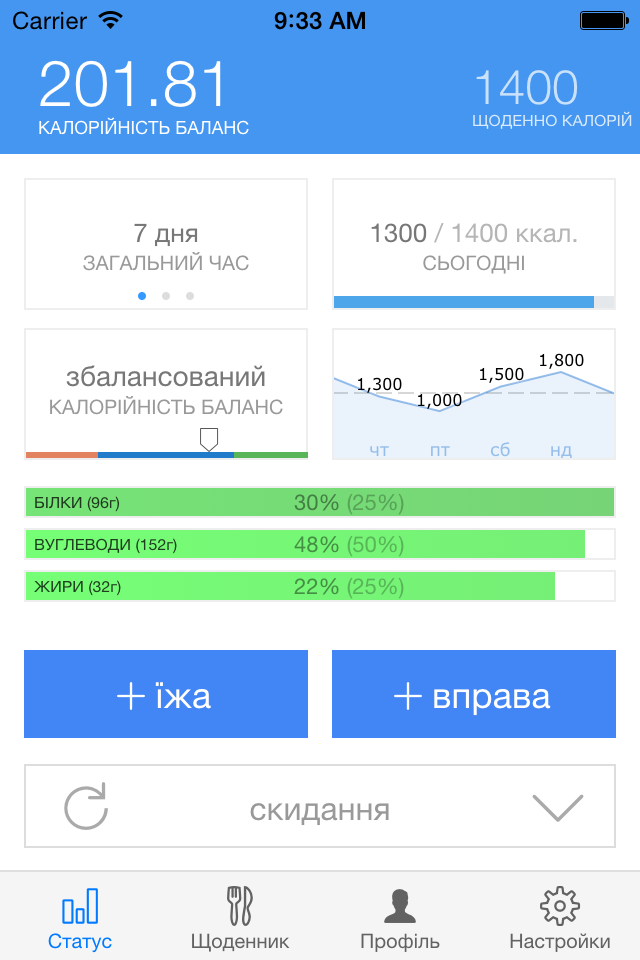 Carrier 9:33 AM
201.81 1400
КАЛОРІЙНІСТЬ БАЛАНС ЩОДЕННО КАЛОРІЙ
7 дня
ЗАГАЛЬНИЙ ЧАС
1300 / 1400 ккал.
СЬОГОДНІ
збалансований
КАЛОРІЙНІСТЬ БАЛАНС
1,300 1,000 1,500 1,800
чт пт сб нд
БІЛКИ (96г) 30% (25%)
ВУГЛЕВОДИ (152г) 48% (50%)
ЖИРИ (32г) 22% (25%)
+ їжа + вправа
скидання
Статус Щоденник Профіль Настройки